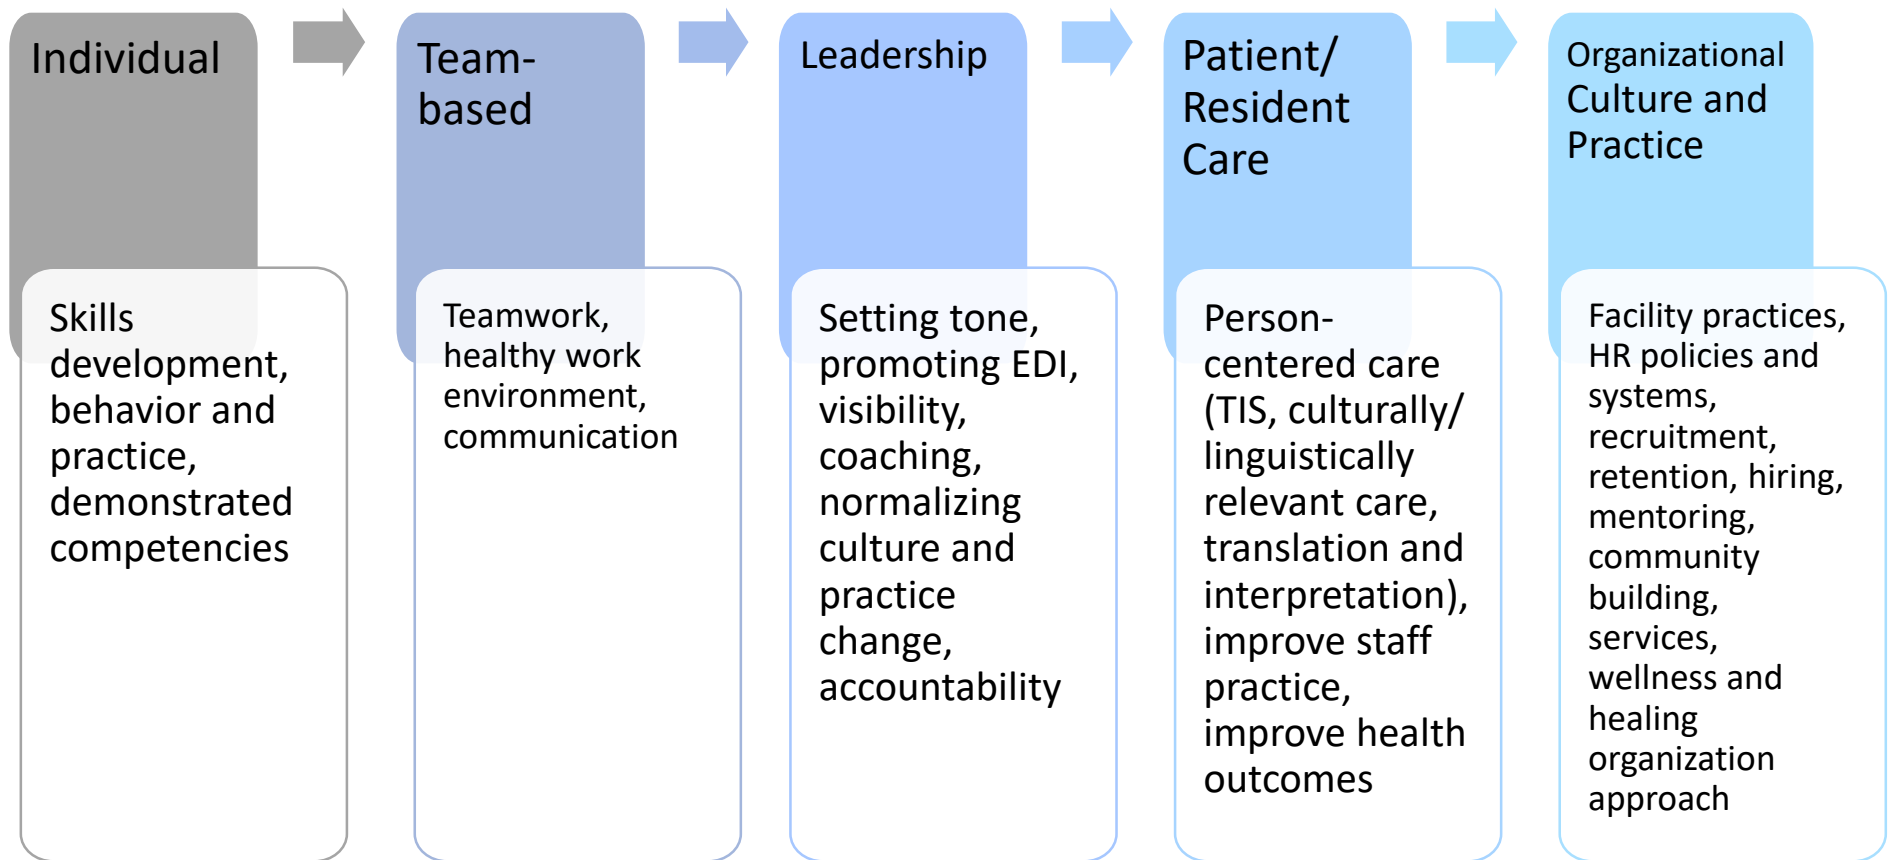 Individual
Skills
development,
behavior and
practice,
demonstrated
competencies
Team-
based
Teamwork,
healthy work
environment,
communication
Leadership
Setting tone,
promoting EDI,
visibility,
coaching,
normalizing
culture and
practice
change,
accountability
Patient/
Resident
Care
Person-
centered care
(TIS, culturally/
linguistically
relevant care,
translation and
interpretation),
improve staff
practice,
improve health
outcomes
Organizational
Culture and
Practice
Facility practices,
HR policies and
systems,
recruitment,
retention, hiring,
mentoring,
community
building,
services,
wellness and
healing
organization
approach